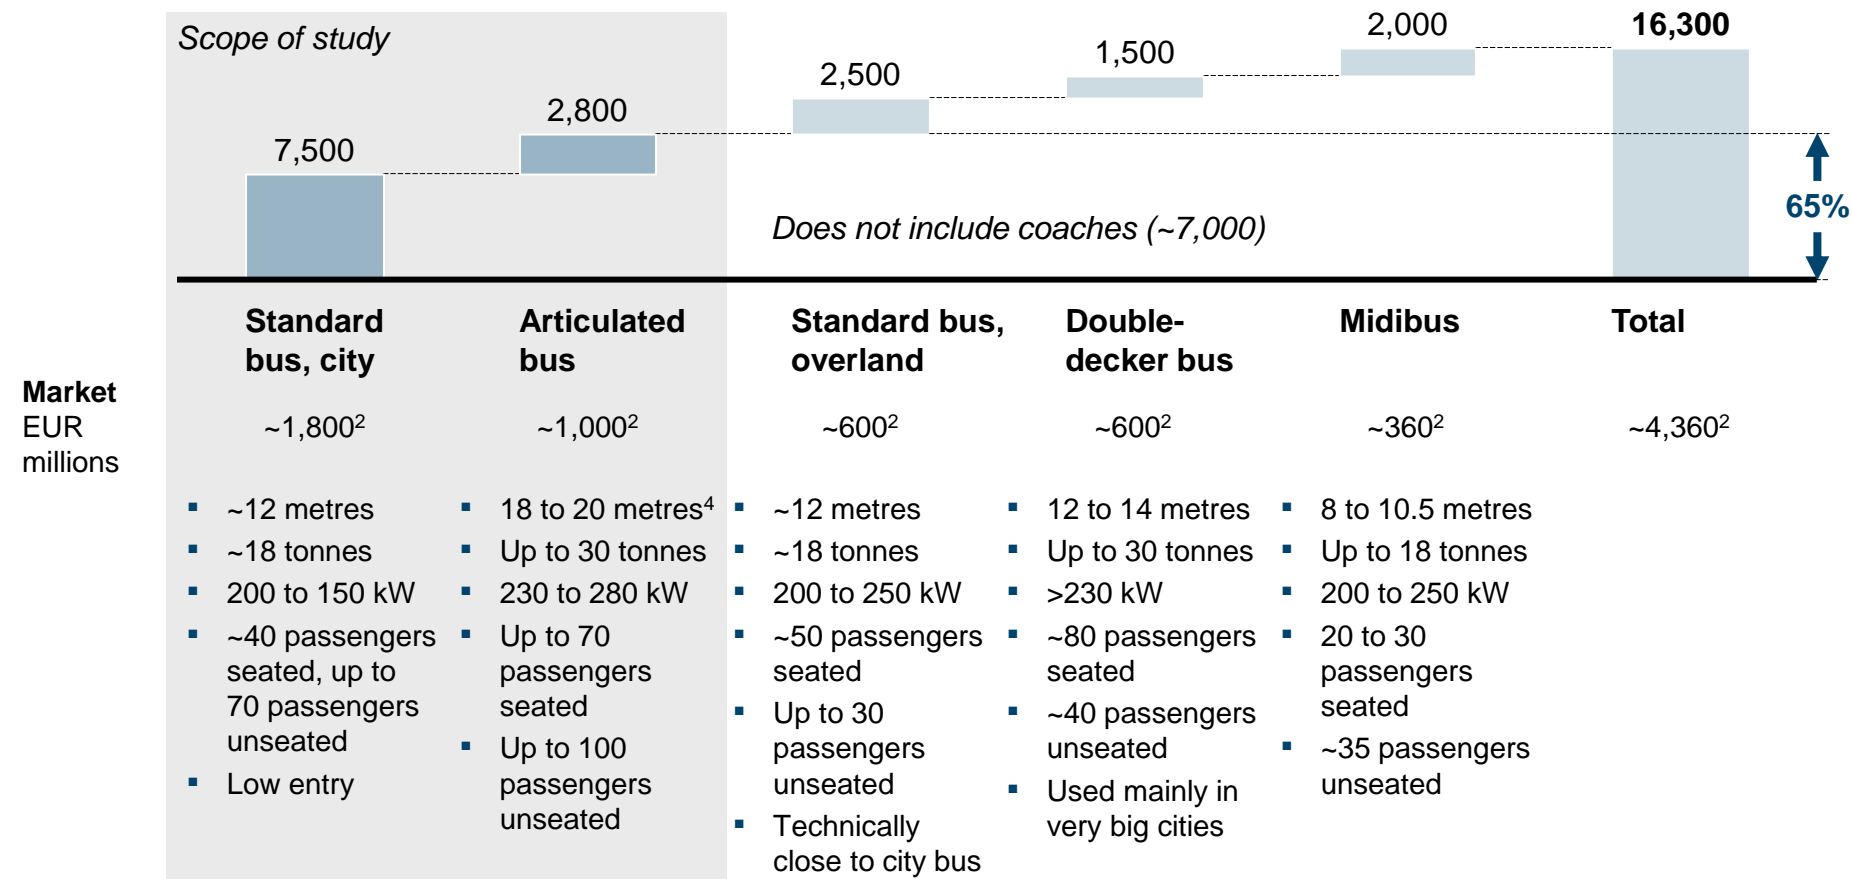 Scope of study
7,500
2,800
2,500
1,500
2,000
16,300
65%
Does not include coaches (~7,000)
Standard
bus, city
Articulated
bus
Standard bus,
overland
Double-
decker bus
Midibus
Total
Market
EUR
millions
~1,800²
~1,000²
~600²
~600²
~360²
~4,360²
▪ ~12 metres
▪ ~18 tonnes
▪ 200 to 150 kW
▪ ~40 passengers
seated, up to
70 passengers
unseated
▪ Low entry
▪ 18 to 20 metres⁴
▪ Up to 30 tonnes
▪ 230 to 280 kW
▪ Up to 70
passengers
seated
▪ Up to 100
passengers
unseated
▪ ~12 metres
▪ ~18 tonnes
▪ 200 to 250 kW
▪ ~50 passengers
seated
▪ Up to 30
passengers
unseated
▪ Technically
close to city bus
▪ 12 to 14 metres
▪ Up to 30 tonnes
▪ >230 kW
▪ ~80 passengers
seated
▪ ~40 passengers
unseated
▪ Used mainly in
very big cities
▪ 8 to 10.5 metres
▪ Up to 18 tonnes
▪ 200 to 250 kW
▪ 20 to 30
passengers
seated
▪ ~35 passengers
unseated